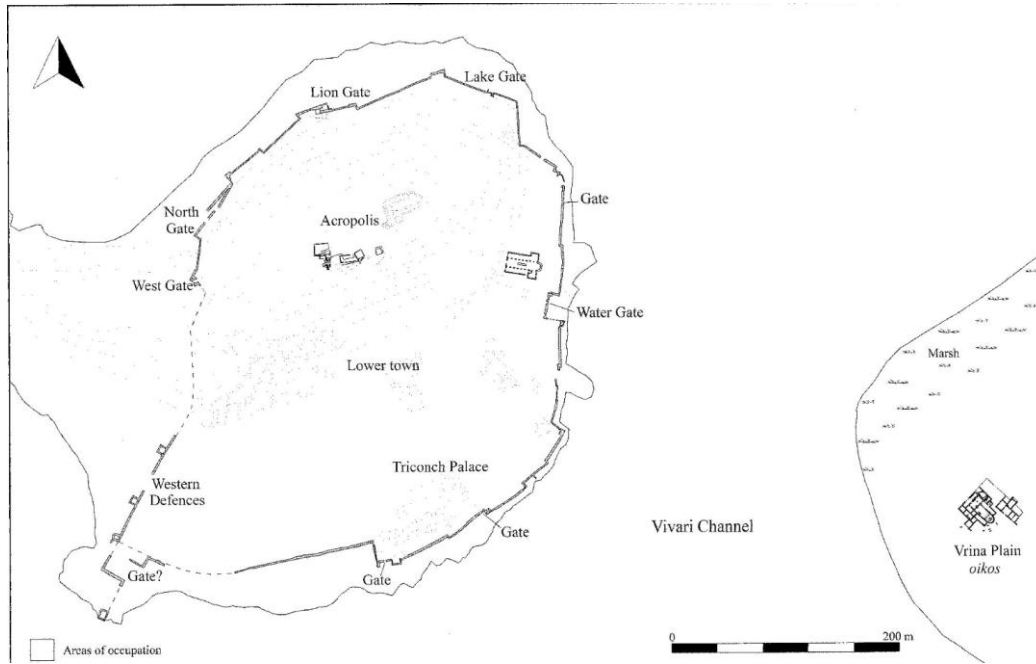 Lake Gate
Lion Gate
Gate
North
Gate
Acropolis
West Gate
Water Gate
Lower town
Marsh
Triconch Palace
Western
Defences
Gate
Vivari Channel
Vrina Plain
oikos
Gate?
Gate
0
200 m
Areas of occupation